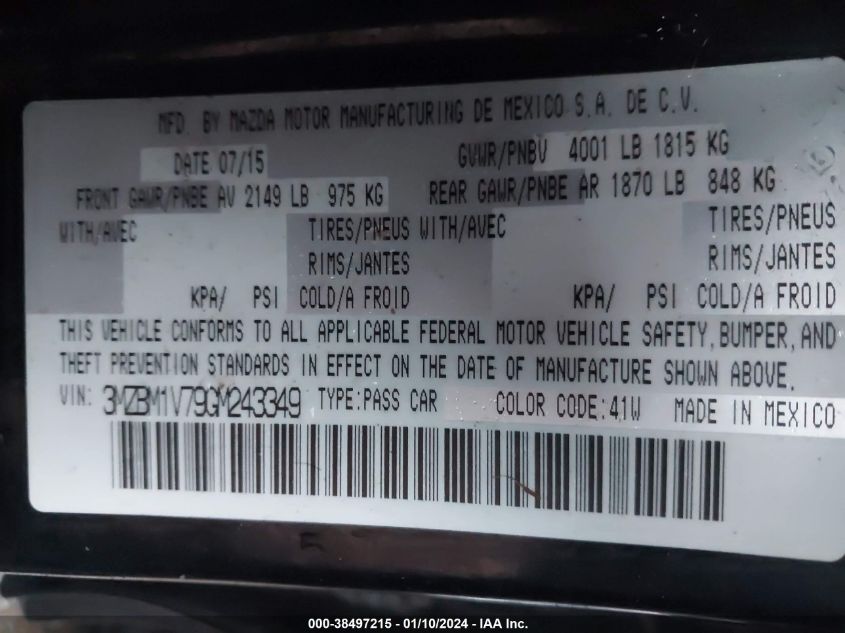 MFD. BY MAZDA MOTOR MANUFACTURING DE MEXICO S.A. DE C.V.
DATE 07/15 GVWR/PNBV 4001 LB 1815 KG
FRONT GAWR/PNBE AV 2149 LB 975 KG REAR GAWR/PNBE AR 1870 LB 848 KG
WITH/AVEC TIRES/PNEUS WITH/AVEC TIRES/PNEUS
RIMS/JANTES RIMS/JANTES
KPA/ PSI COLD/A FROID KPA/ PSI COLD/A FROID
THIS VEHICLE CONFORMS TO ALL APPLICABLE FEDERAL MOTOR VEHICLE SAFETY, BUMPER, AND
THEFT PREVENTION STANDARDS IN EFFECT ON THE DATE OF MANUFACTURE SHOWN ABOVE.
VIN: 3MZBM1V79GM243349 TYPE:PASS CAR COLOR CODE:41W MADE IN MEXICO
000-38497215 - 01/10/2024 - IAA Inc.